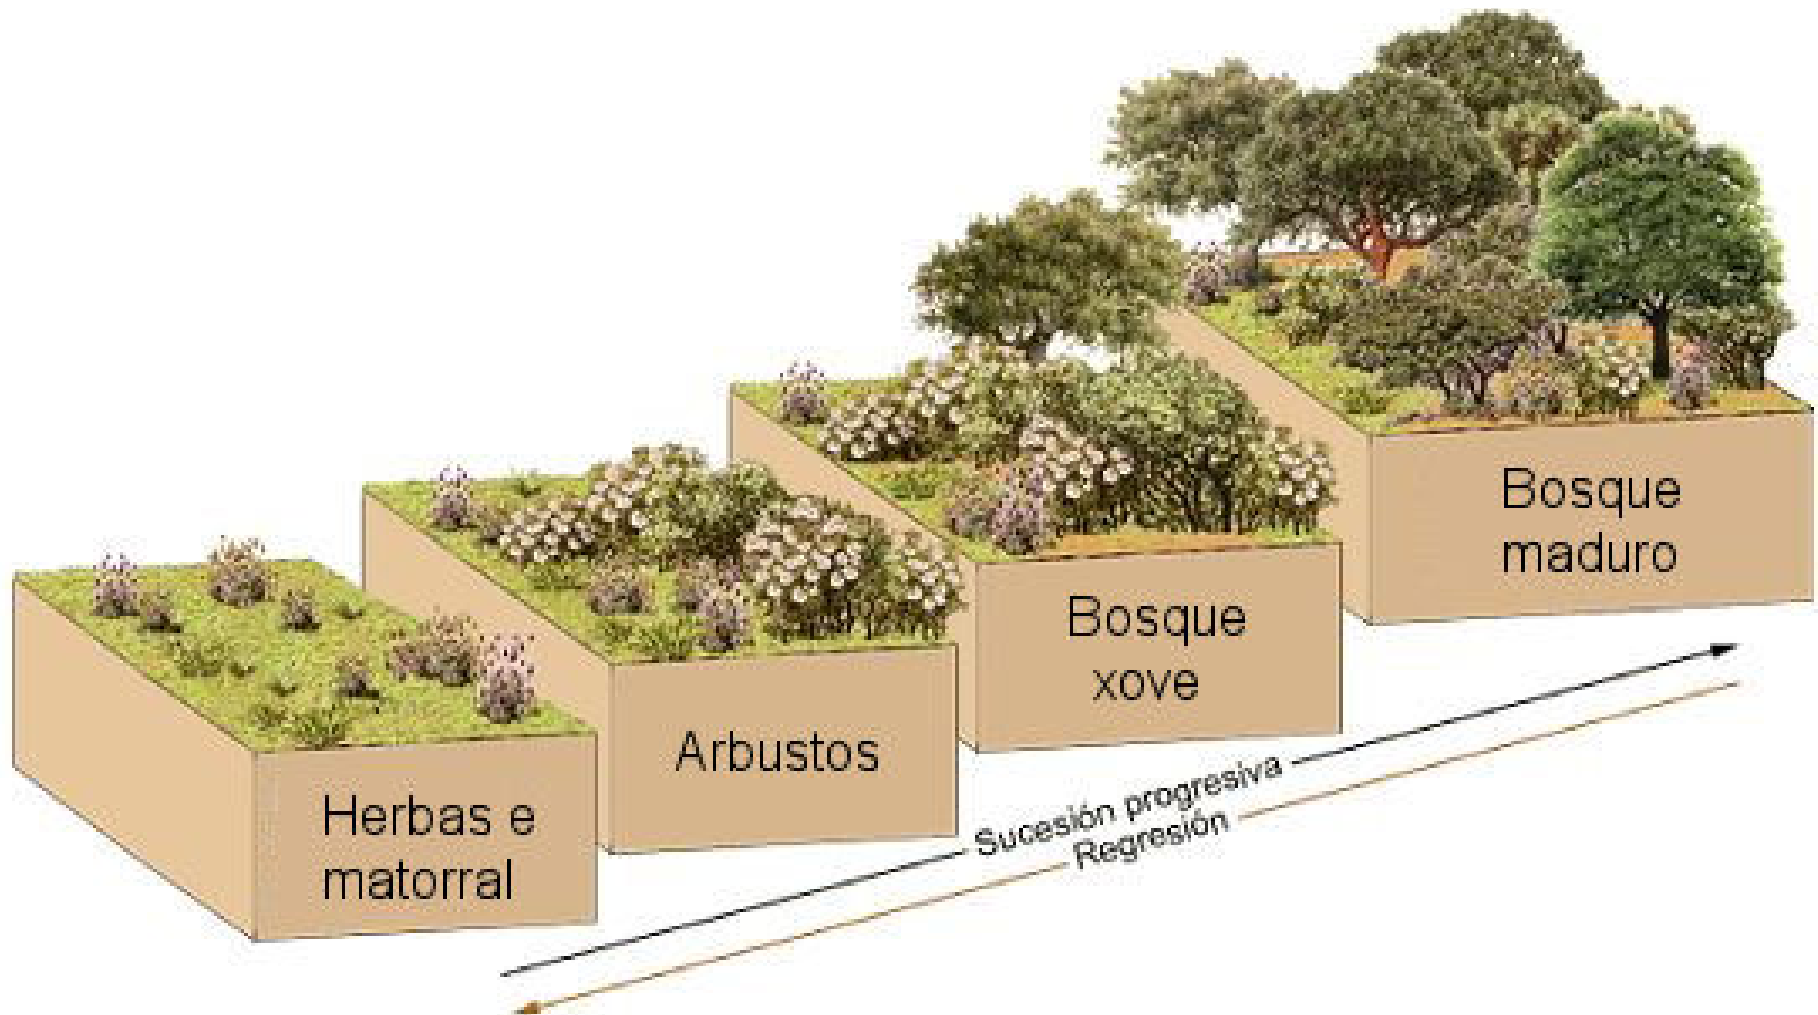 Herbas e
matorral
Arbustos
Bosque
xove
Bosque
maduro
Sucesión progresiva
Regresión